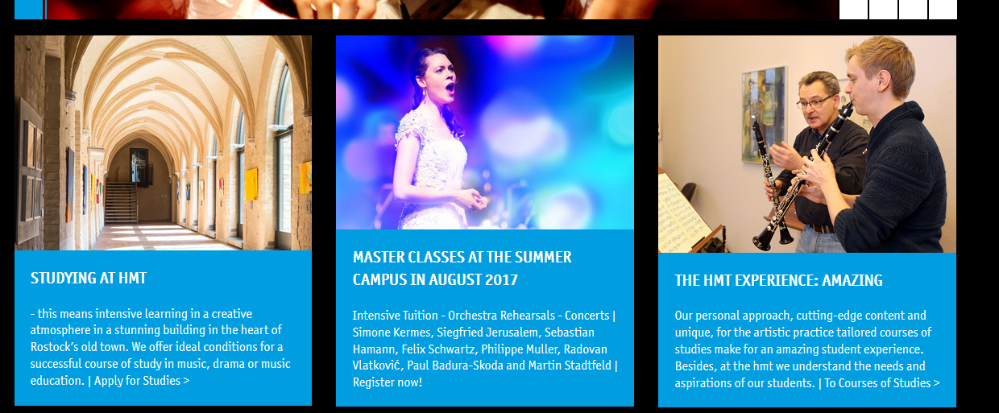 STUDYING AT HMT
- this means intensive learning in a creative
atmosphere in a stunning building in the heart of
Rostock's old town. We offer ideal conditions for a
successful course of study in music, drama or music
education. | Apply for Studies >
MASTER CLASSES AT THE SUMMER
CAMPUS IN AUGUST 2017
Intensive Tuition - Orchestra Rehearsals - Concerts |
Simone Kermes, Siegfried Jerusalem, Sebastian
Hamann, Felix Schwartz, Philippe Muller, Radovan
Vlatković, Paul Badura-Skoda and Martin Stadtfeld |
Register now!
THE HMT EXPERIENCE: AMAZING
Our personal approach, cutting-edge content and
unique, for the artistic practice tailored courses of
studies make for an amazing student experience.
Besides, at the hmt we understand the needs and
aspirations of our students. | To Courses of Studies >